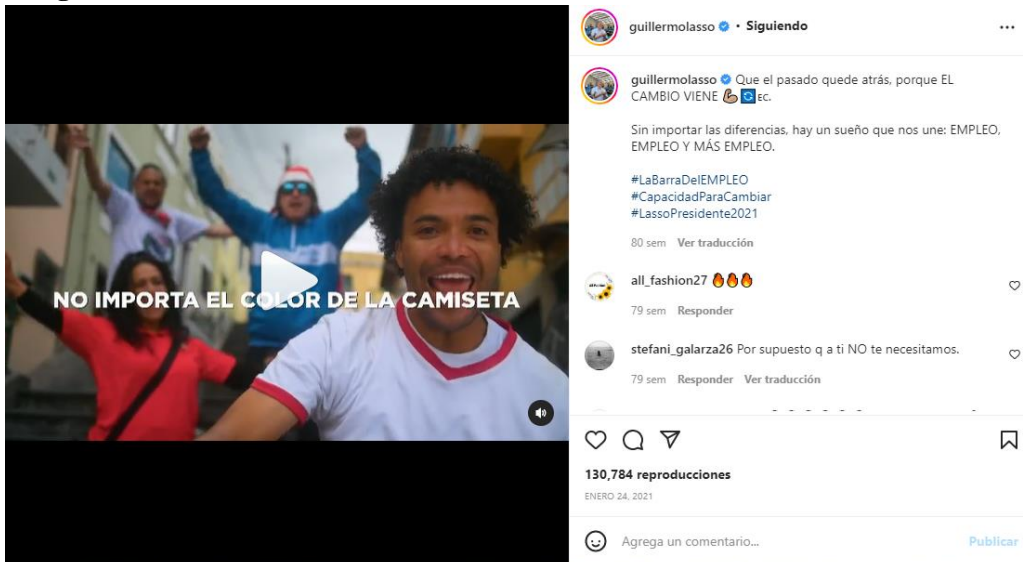 guillermolasso • Siguiendo
NO IMPORTA EL COLOR DE LA CAMISETA
guillermolasso Que el pasado quede atrás, porque EL
CAMBIO VIENE 💪🏽🔄 EC.
Sin importar las diferencias, hay un sueño que nos une: EMPLEO,
EMPLEO Y MÁS EMPLEO.
#LaBarraDelEMPLEO
#CapacidadParaCambiar
#LassoPresidente2021
80 sem Ver traducción
all_fashion27 🔥🔥🔥
79 sem Responder
stefani_galarza26 Por supuesto q a ti NO te necesitamos.
79 sem Responder Ver traducción
130,784 reproducciones
ENERO 24, 2021
Agrega un comentario...
Publicar